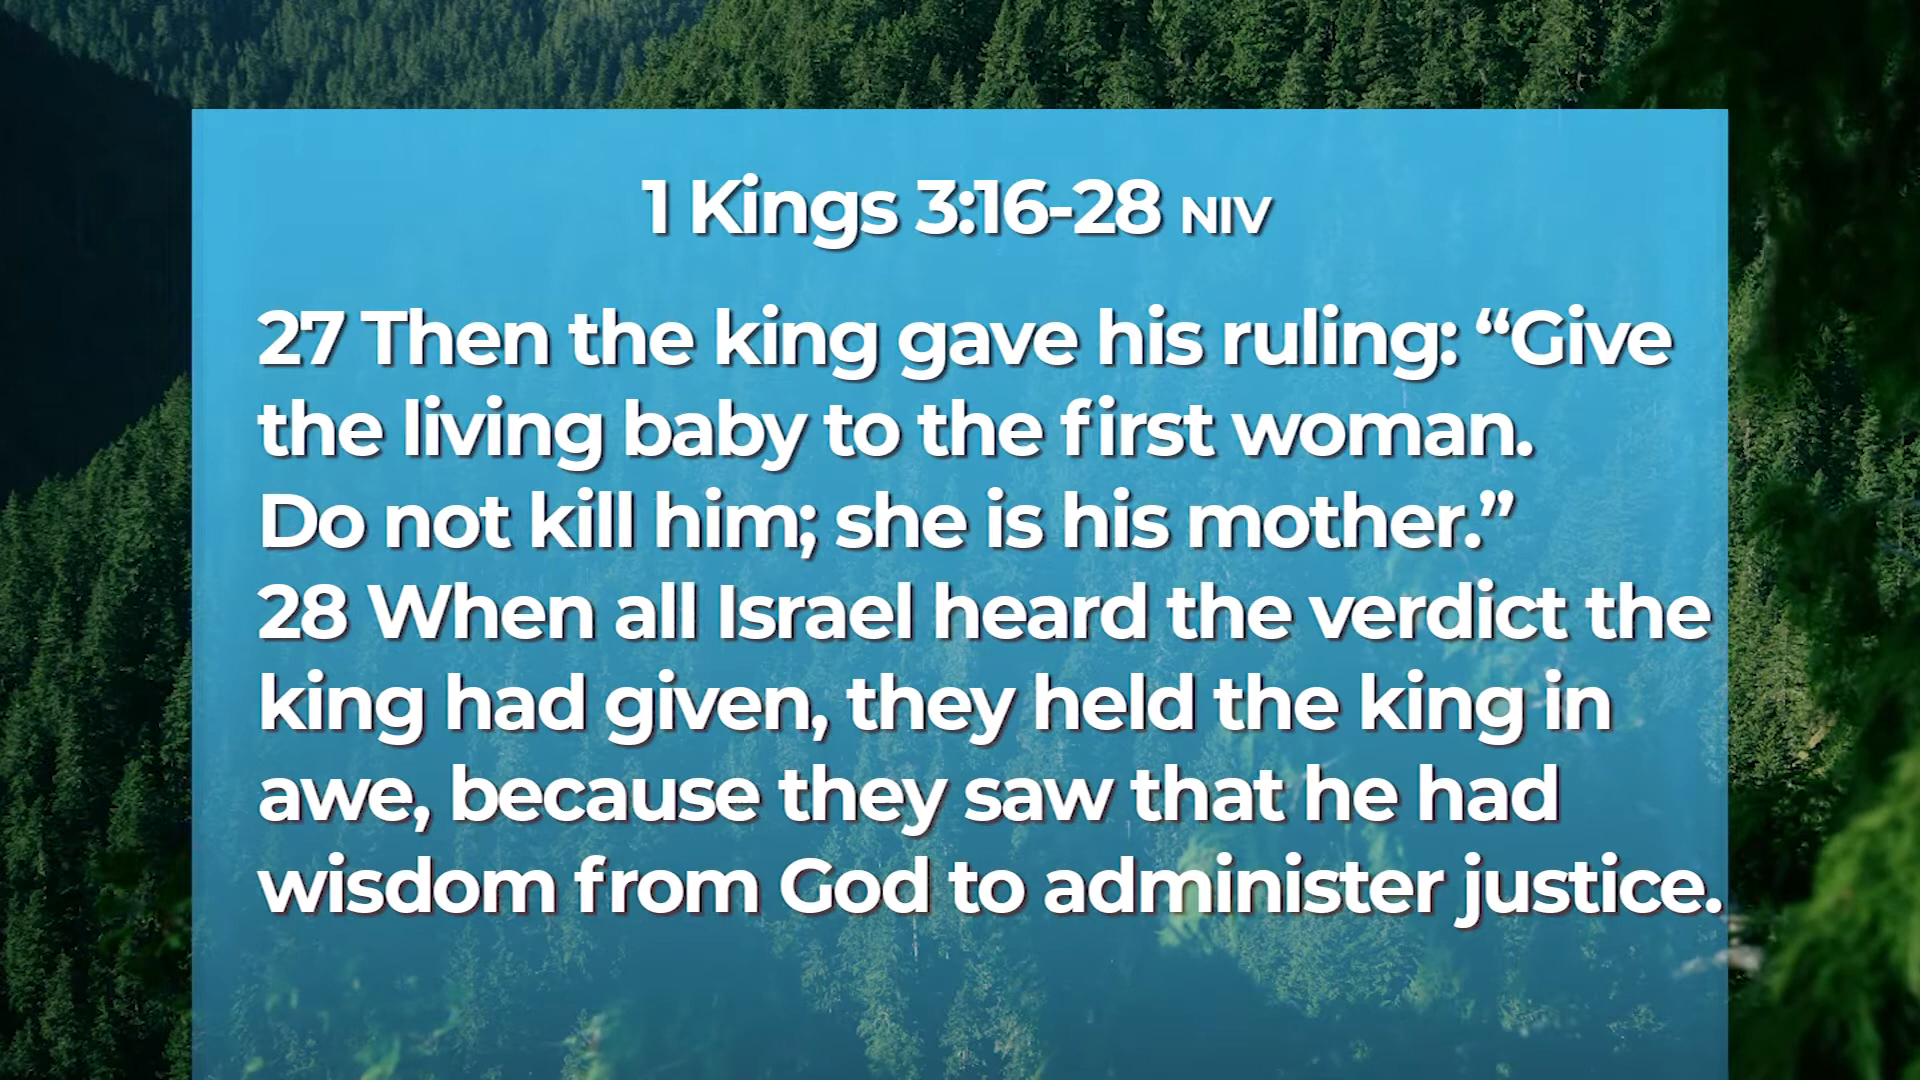 1 Kings 3:16-28 NIV
27 Then the king gave his ruling: “Give
the living baby to the first woman.
Do not kill him; she is his mother.”
28 When all Israel heard the verdict the
king had given, they held the king in
awe, because they saw that he had
wisdom from God to administer justice.